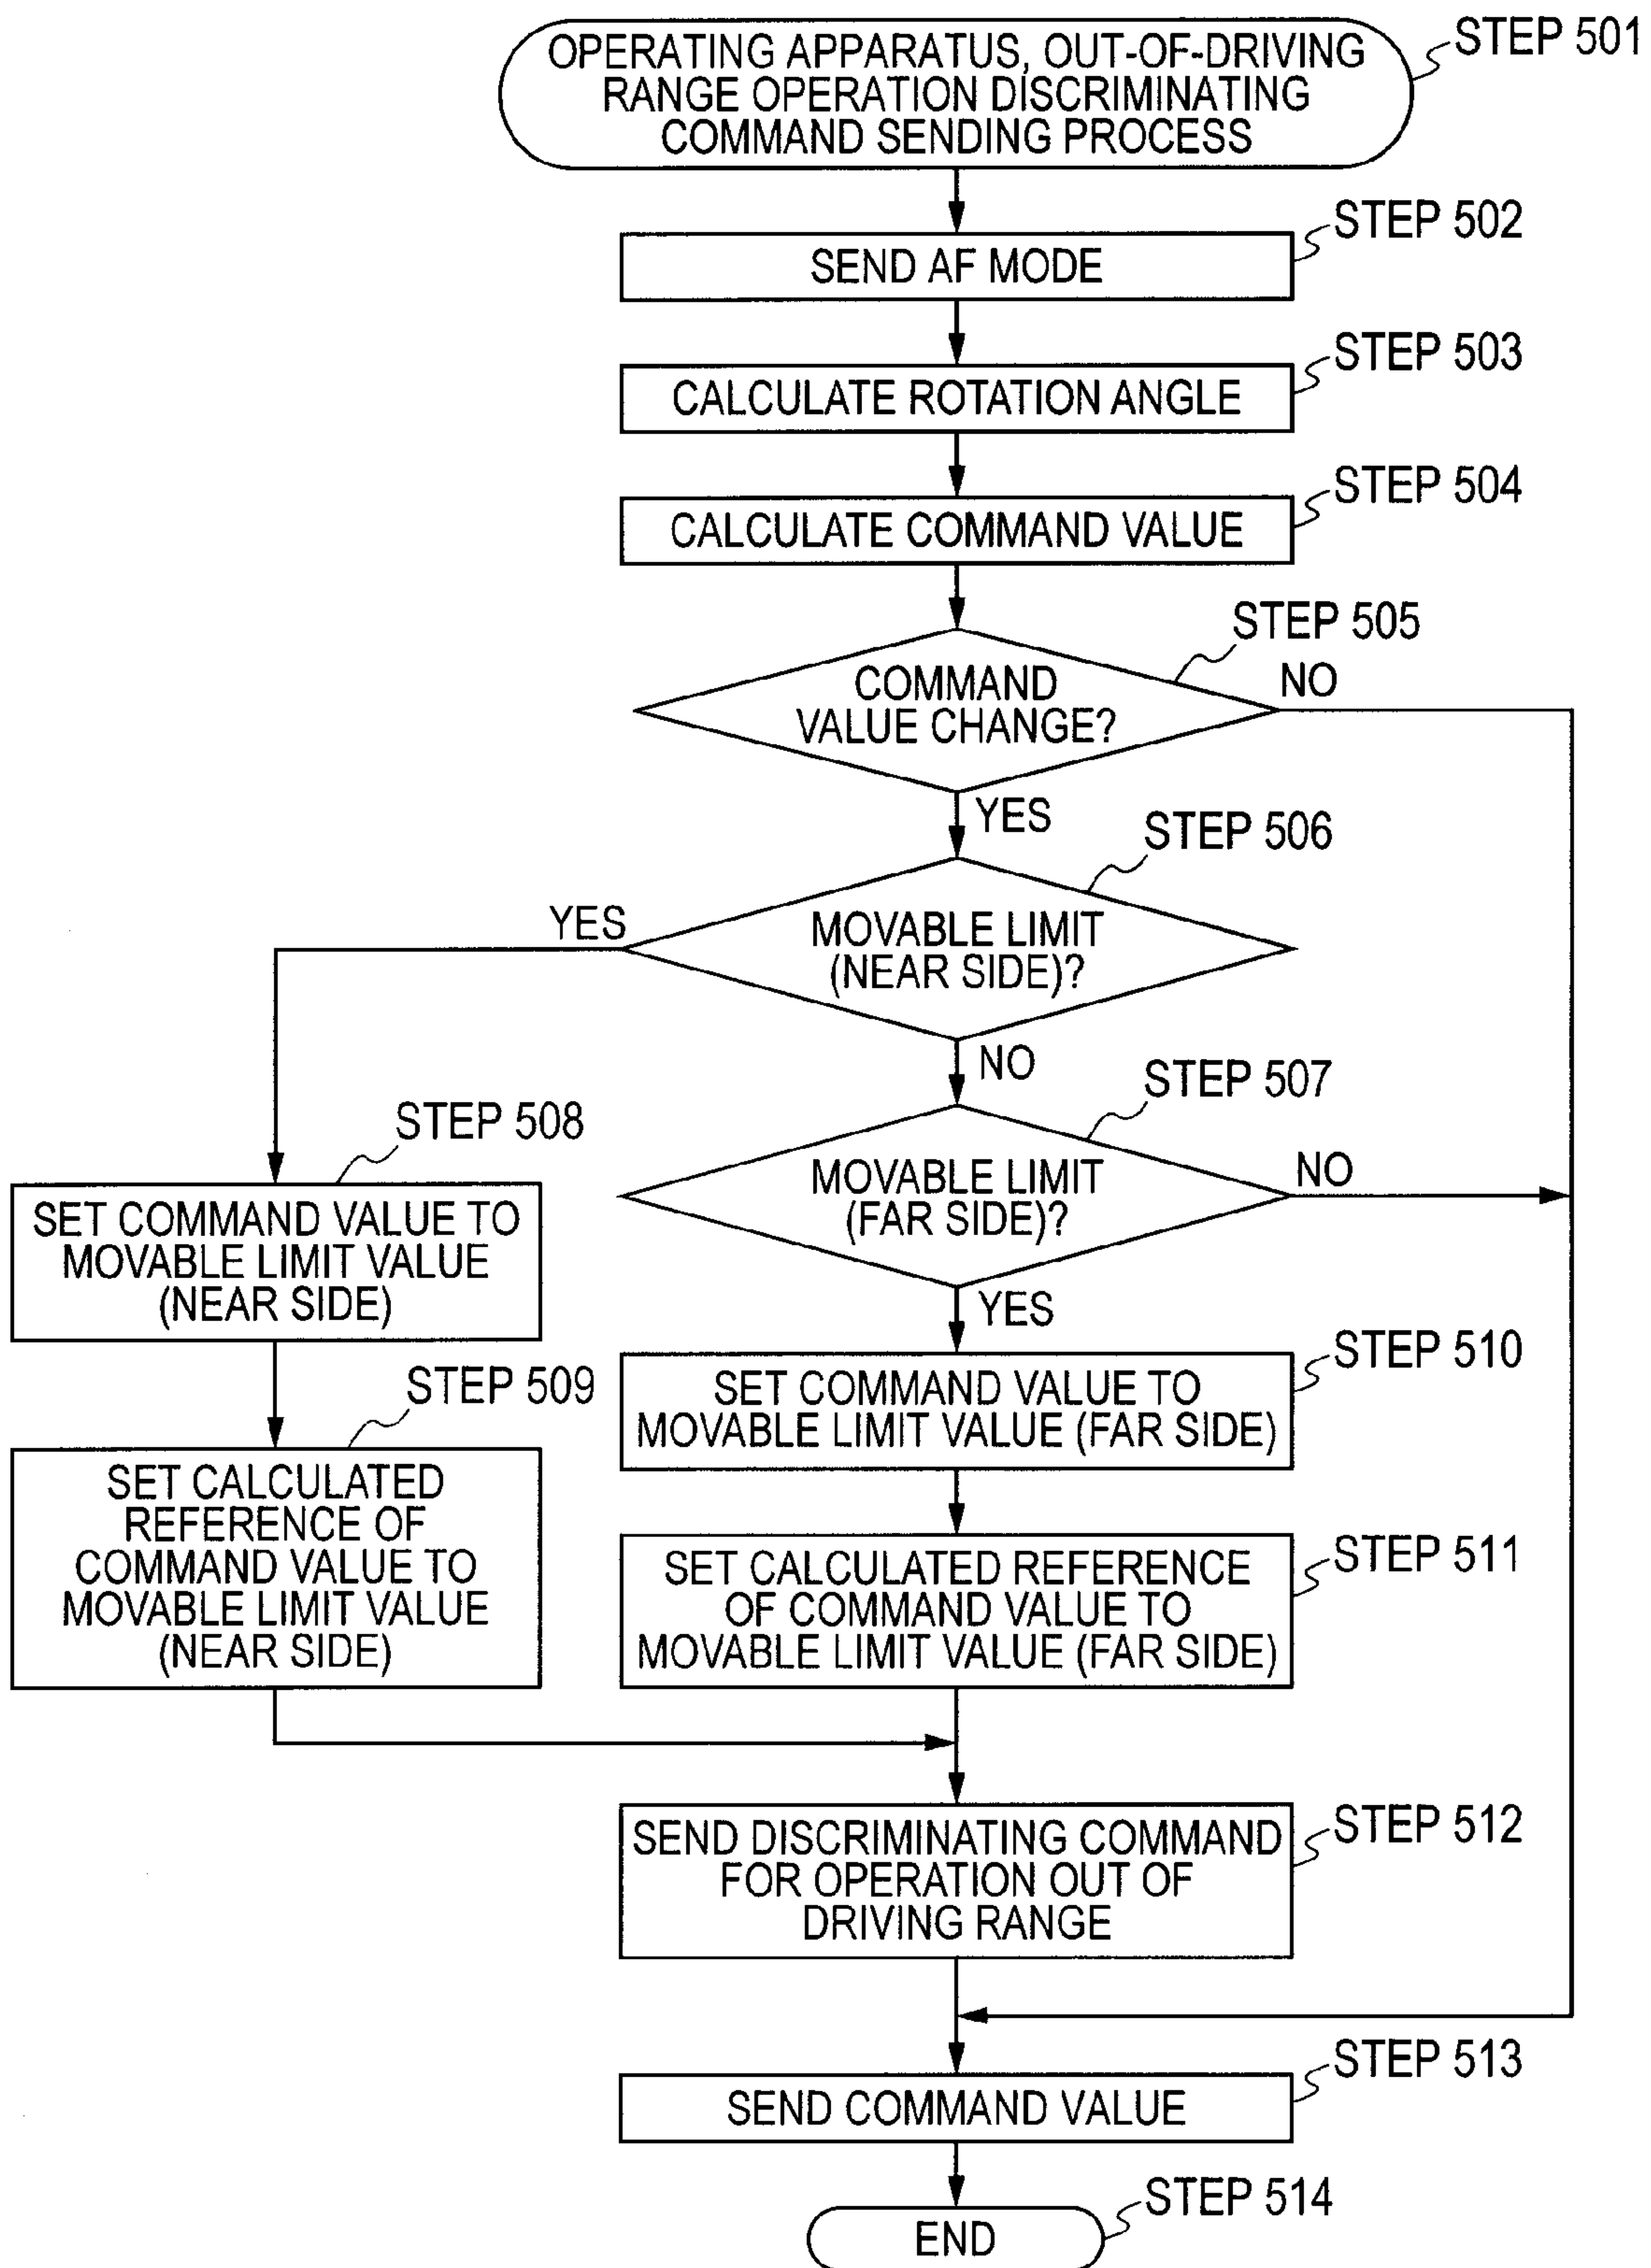 OPERATING APPARATUS, OUT-OF-DRIVING
RANGE OPERATION DISCRIMINATING
COMMAND SENDING PROCESS
STEP 501
STEP 502
SEND AF MODE
STEP 503
CALCULATE ROTATION ANGLE
STEP 504
CALCULATE COMMAND VALUE
STEP 505
COMMAND
VALUE CHANGE?
NO
YES
STEP 506
MOVABLE LIMIT
(NEAR SIDE)?
YES
NO
STEP 507
MOVABLE LIMIT
(FAR SIDE)?
NO
YES
STEP 508
SET COMMAND VALUE TO
MOVABLE LIMIT VALUE
(NEAR SIDE)
STEP 509
SET CALCULATED
REFERENCE OF
COMMAND VALUE TO
MOVABLE LIMIT VALUE
(NEAR SIDE)
STEP 510
SET COMMAND VALUE TO
MOVABLE LIMIT VALUE (FAR SIDE)
STEP 511
SET CALCULATED REFERENCE
OF COMMAND VALUE TO
MOVABLE LIMIT VALUE (FAR SIDE)
STEP 512
SEND DISCRIMINATING COMMAND
FOR OPERATION OUT OF
DRIVING RANGE
STEP 513
SEND COMMAND VALUE
STEP 514
END